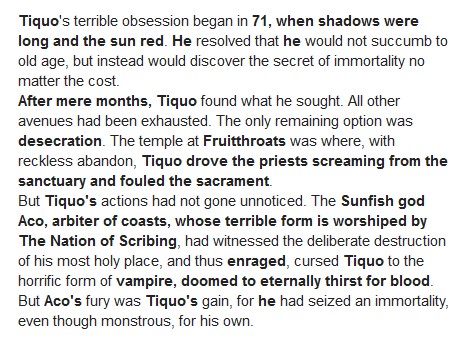 Tiquo's terrible obsession began in 71, when shadows were
long and the sun red. He resolved that he would not succumb to
old age, but instead would discover the secret of immortality no
matter the cost.
After mere months, Tiquo found what he sought. All other
avenues had been exhausted. The only remaining option was
desecration. The temple at Fruitthroats was where, with
reckless abandon, Tiquo drove the priests screaming from the
sanctuary and fouled the sacrament.
But Tiquo's actions had not gone unnoticed. The Sunfish god
Aco, arbiter of coasts, whose terrible form is worshiped by
The Nation of Scribing, had witnessed the deliberate destruction
of his most holy place, and thus enraged, cursed Tiquo to the
horrific form of vampire, doomed to eternally thirst for blood.
But Aco's fury was Tiquo's gain, for he had seized an immortality,
even though monstrous, for his own.